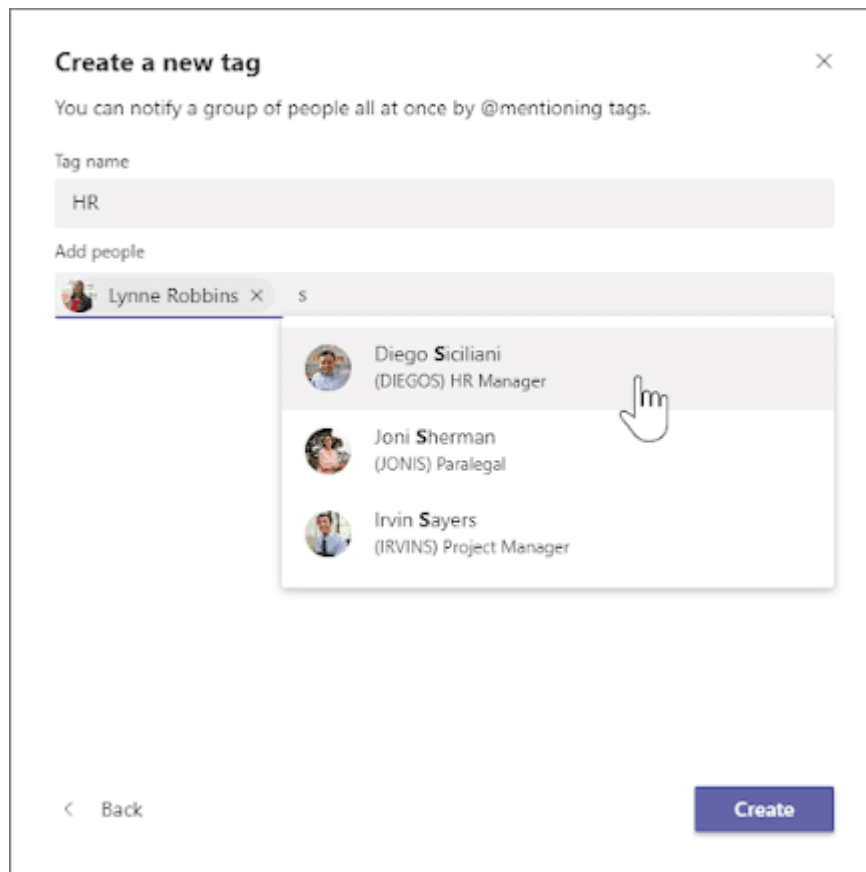 Create a new tag
You can notify a group of people all at once by @mentioning tags.
Tag name
HR
Add people
Lynne Robbins × s
Diego Siciliani
(DIEGOS) HR Manager
Joni Sherman
(JONIS) Paralegal
Irvin Sayers
(IRVINS) Project Manager
Back
Create